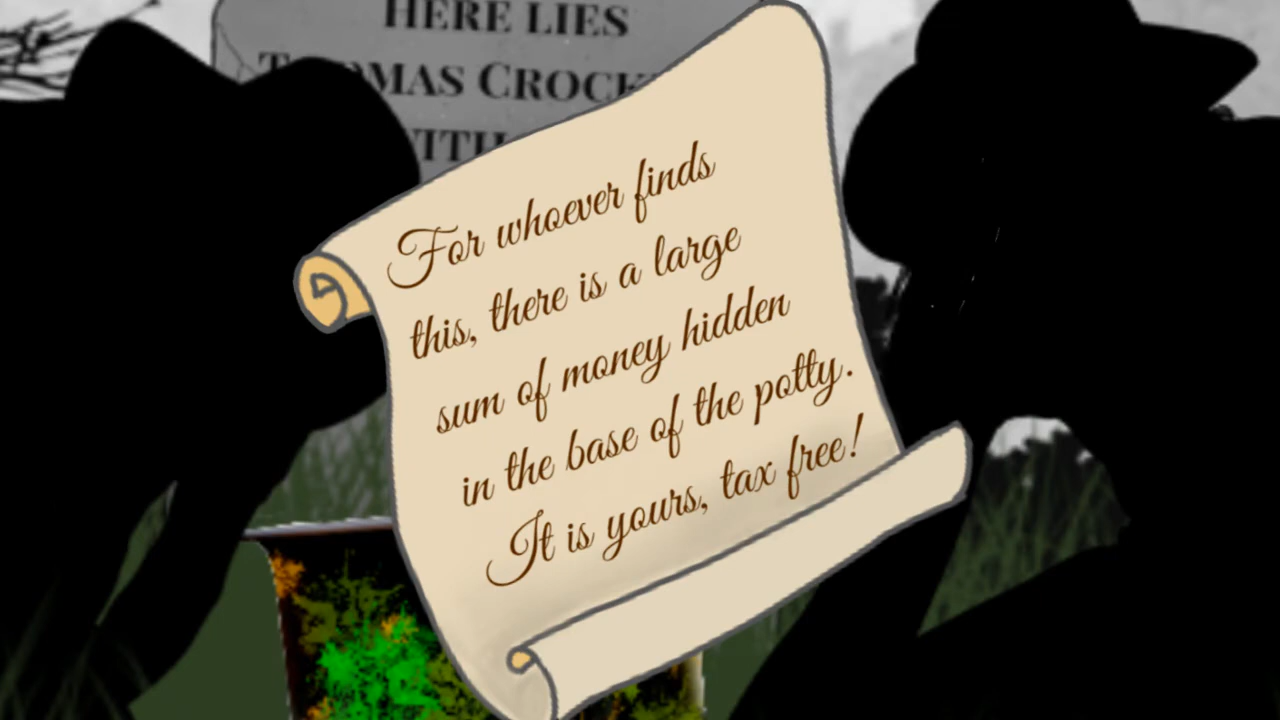 HERE LIES
CROCK
For whoever finds
this, there is a large
sum of money hidden
in the base of the potty.
It is yours, tax free!